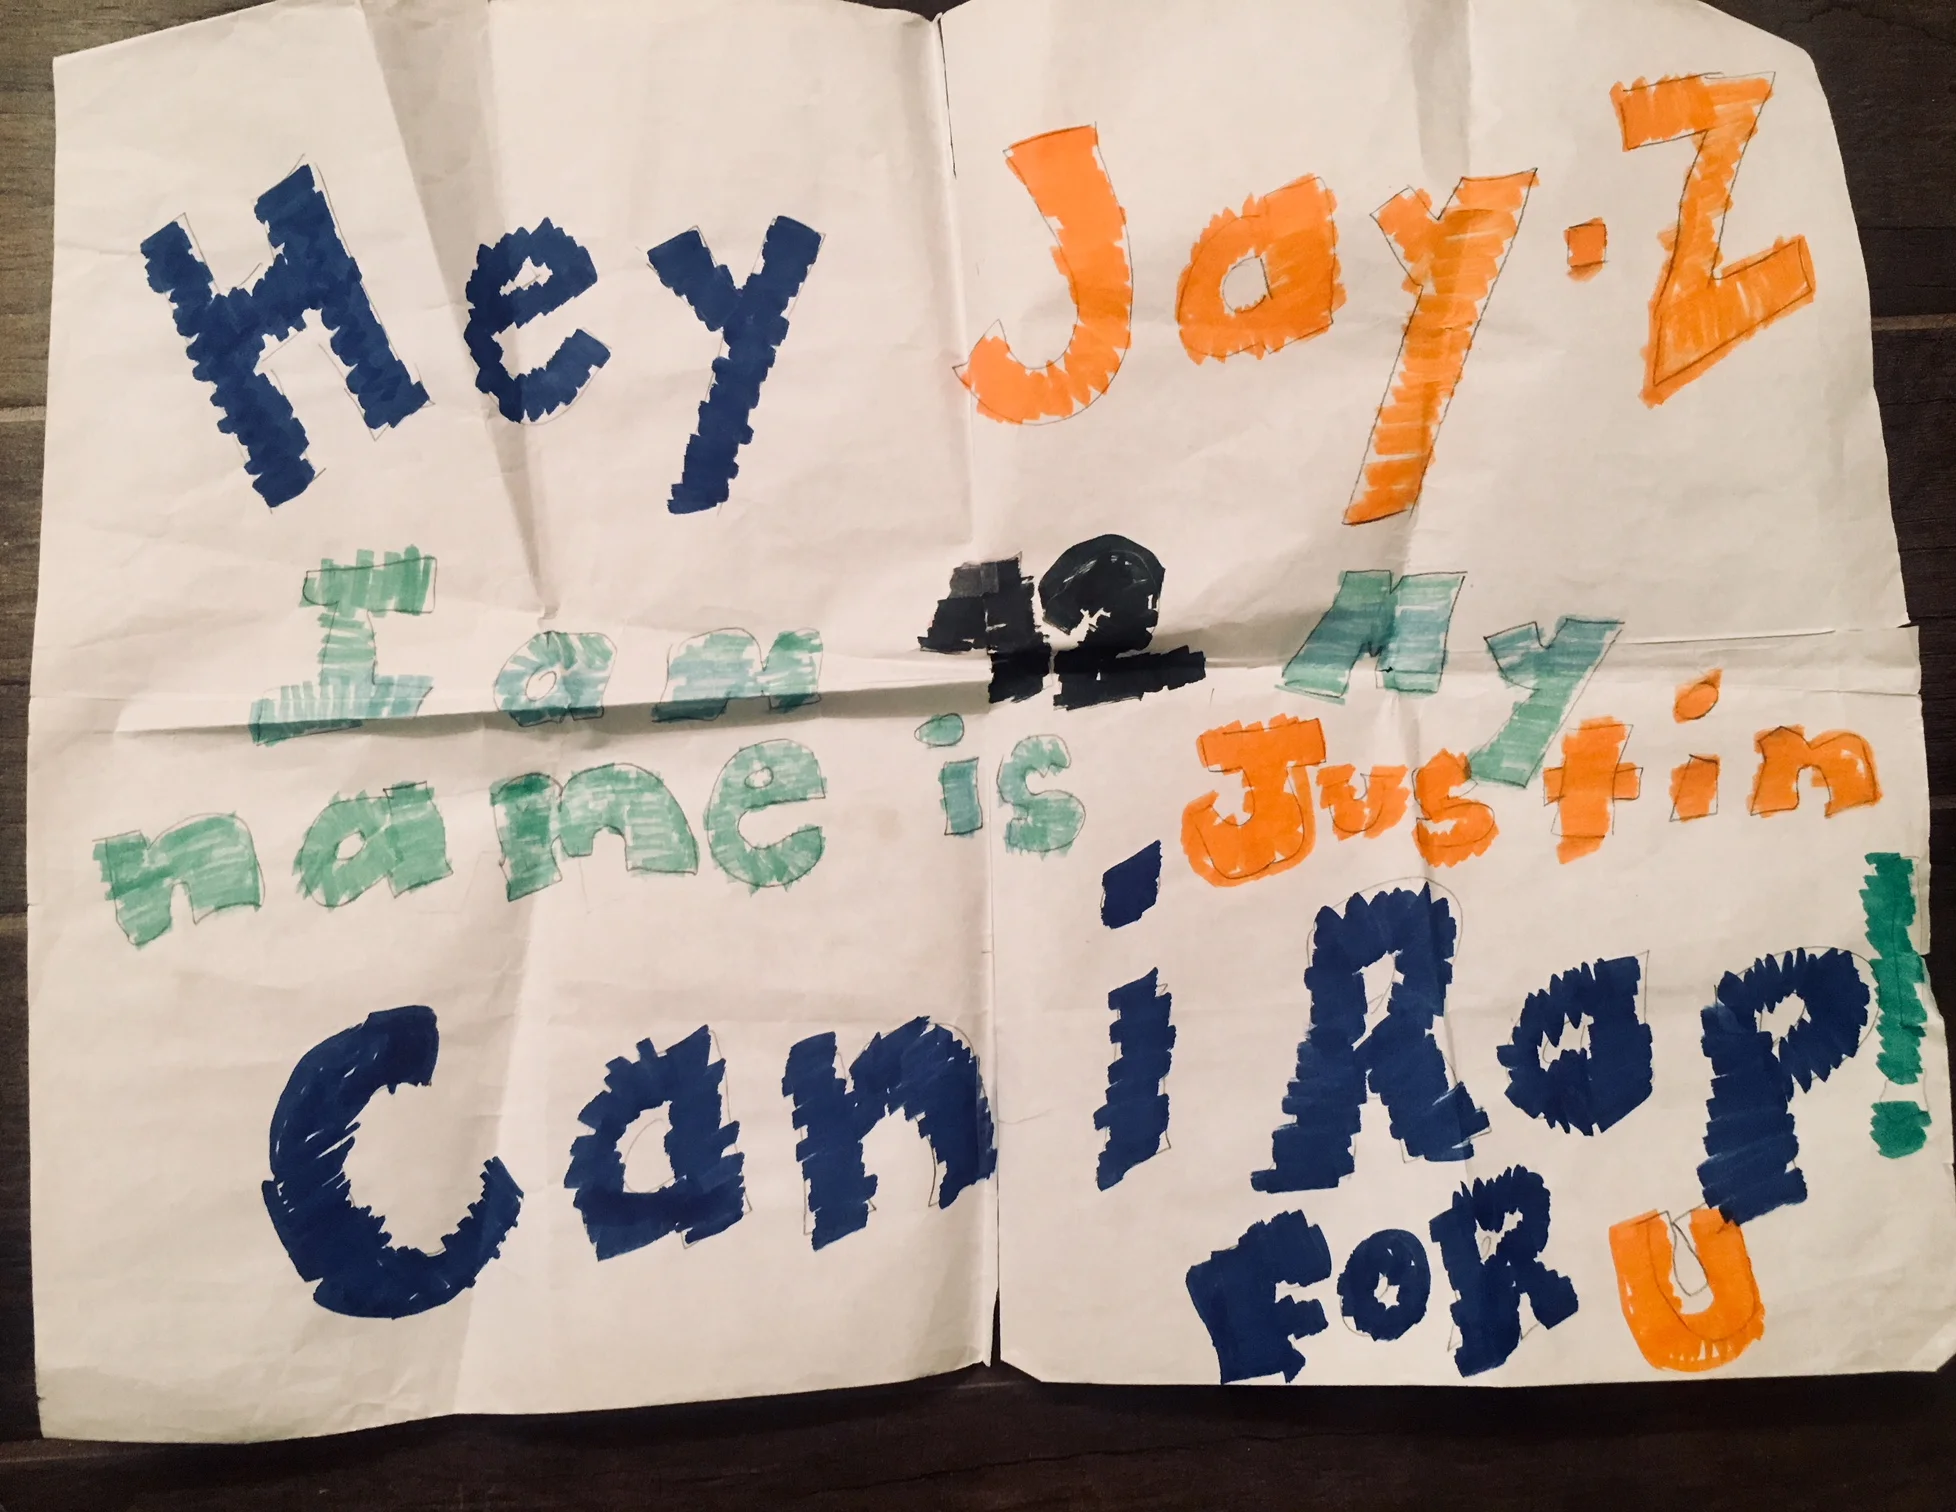 Hey Jay-Z
I am 12 My
name is Justin
Can i Rap!
FOR U